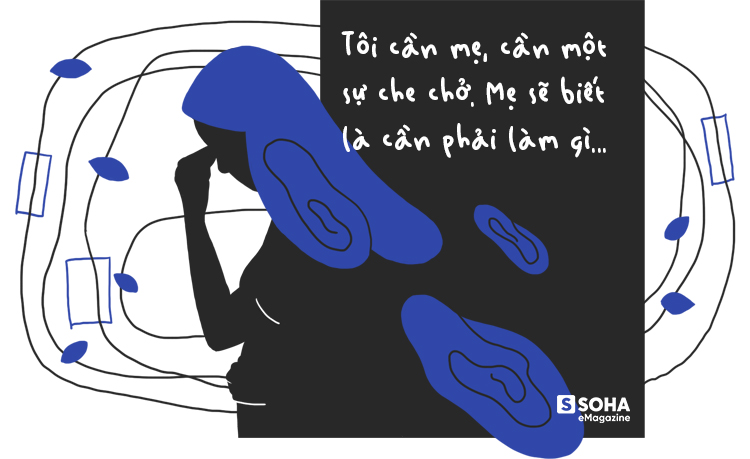 Tôi cần mẹ, cần một
sự che chở. Mẹ sẽ biết
là cần phải làm gì...
S SOHA
eMagazine